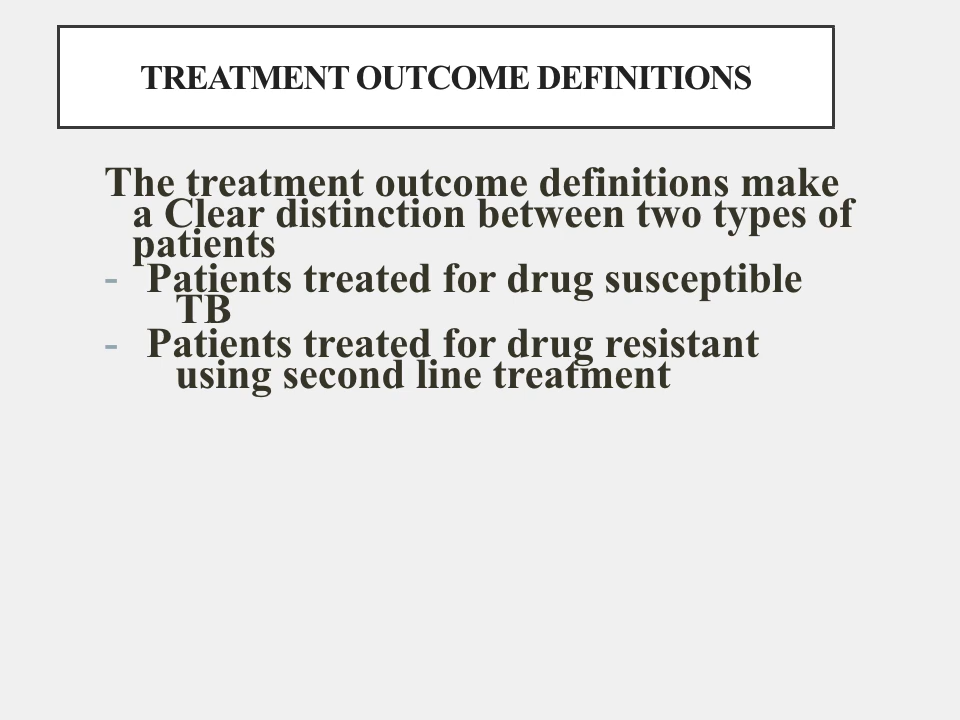 TREATMENT OUTCOME DEFINITIONS
The treatment outcome definitions make
a Clear distinction between two types of
patients
- Patients treated for drug susceptible
TB
- Patients treated for drug resistant
using second line treatment